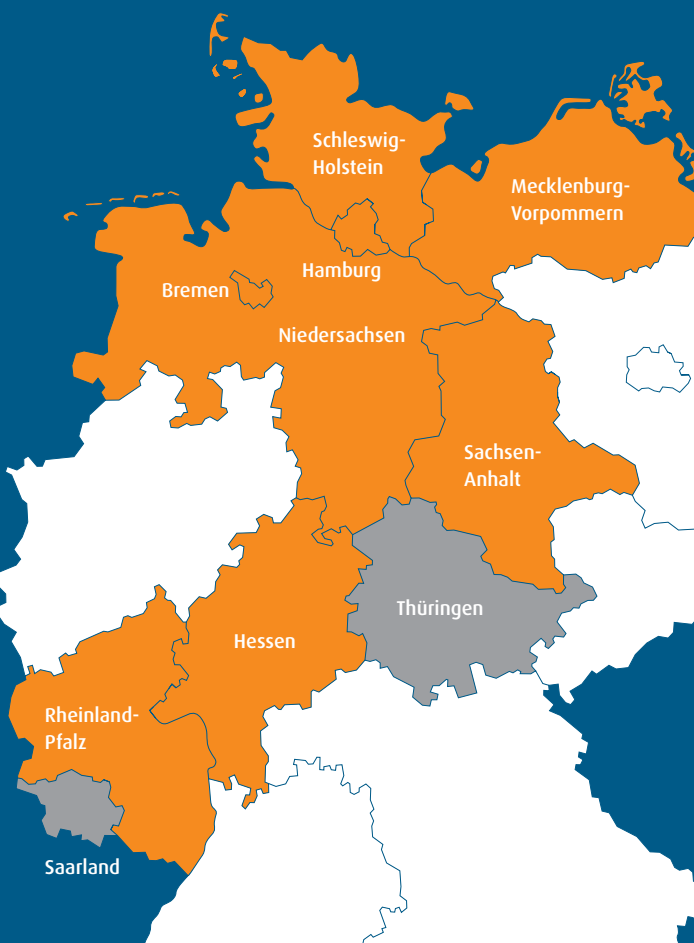 Schleswig-
Holstein
Mecklenburg-
Vorpommern
Hamburg
Bremen
Niedersachsen
Sachsen-
Anhalt
Thüringen
Hessen
Rheinland-
Pfalz
Saarland